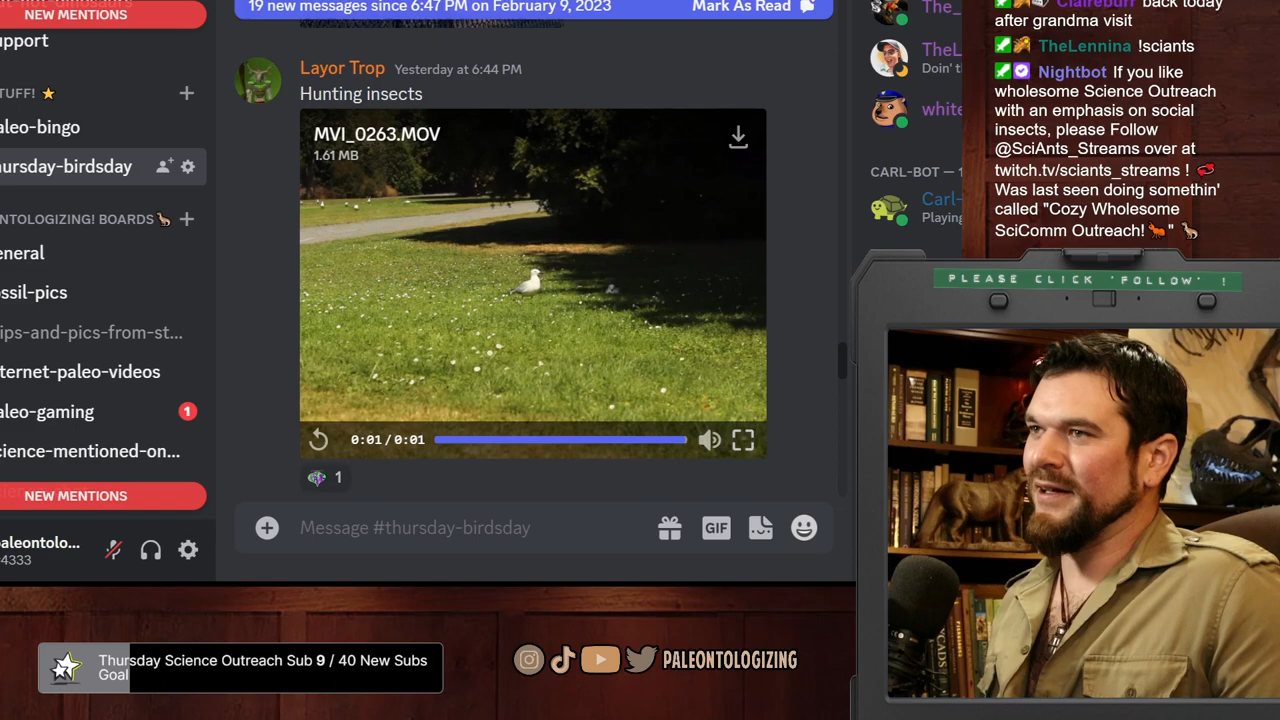 NEW MENTIONS
upport
TUFF! ⭐
aleo-bingo
ursday-birdsday
ONTOLOGIZING! BOARDS
eneral
ossil-pics
ips-and-pics-from-st...
ternet-paleo-videos
aleo-gaming
1
cience-mentioned-on...
NEW MENTIONS
aleontolo...
4333
19 new messages since 6:47 PM on February 9, 2023
Mark As Read
Layor Trop Yesterday at 6:44 PM
Hunting insects
MVI_0263.MOV
1.61 MB
0:01 / 0:01
1
Message #thursday-birdsday
GIF
The_
TheL
Doin' t
white
CARL-BOT — 1
Carl-
Playing
Claireburr back today
after grandma visit
TheLennina !sciants
Nightbot If you like
wholesome Science Outreach
with an emphasis on social
insects, please Follow
@SciAnts_Streams over at
twitch.tv/sciants_streams !
Was last seen doing somethin'
called "Cozy Wholesome
SciComm Outreach!🐜"
PLEASE CLICK 'FOLLOW' !
Thursday Science Outreach Sub 9 / 40 New Subs
Goal
PALEONTOLOGIZING